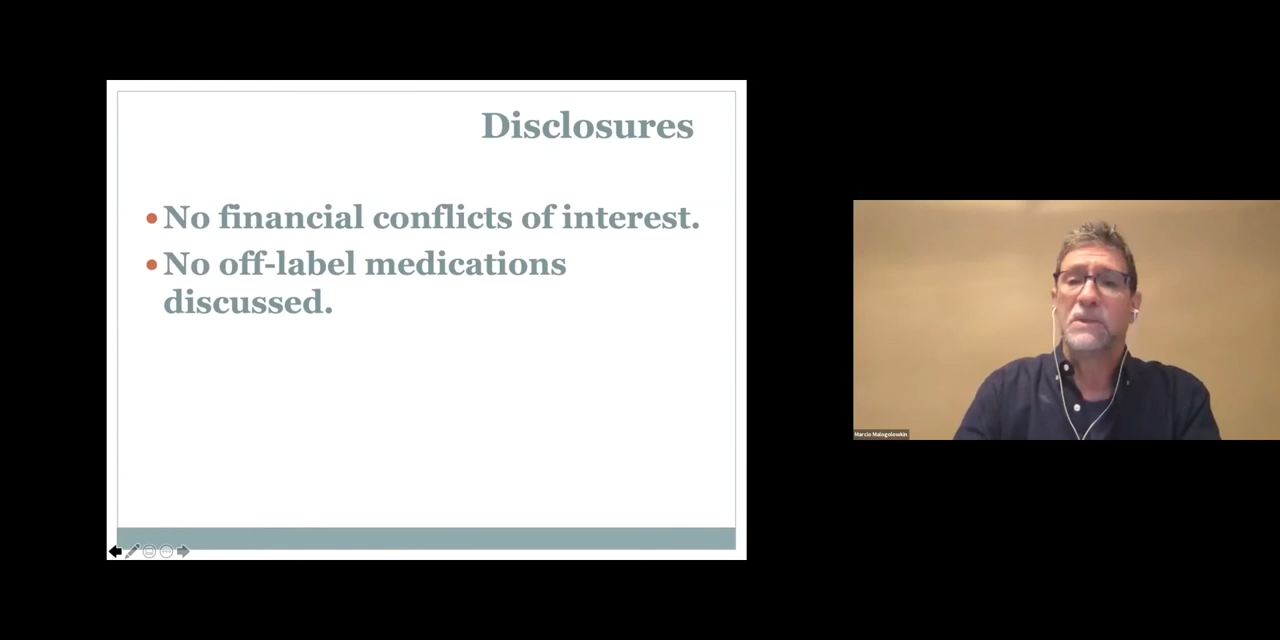 Disclosures
• No financial conflicts of interest.
• No off-label medications
discussed.
Marcio Malogolowkin